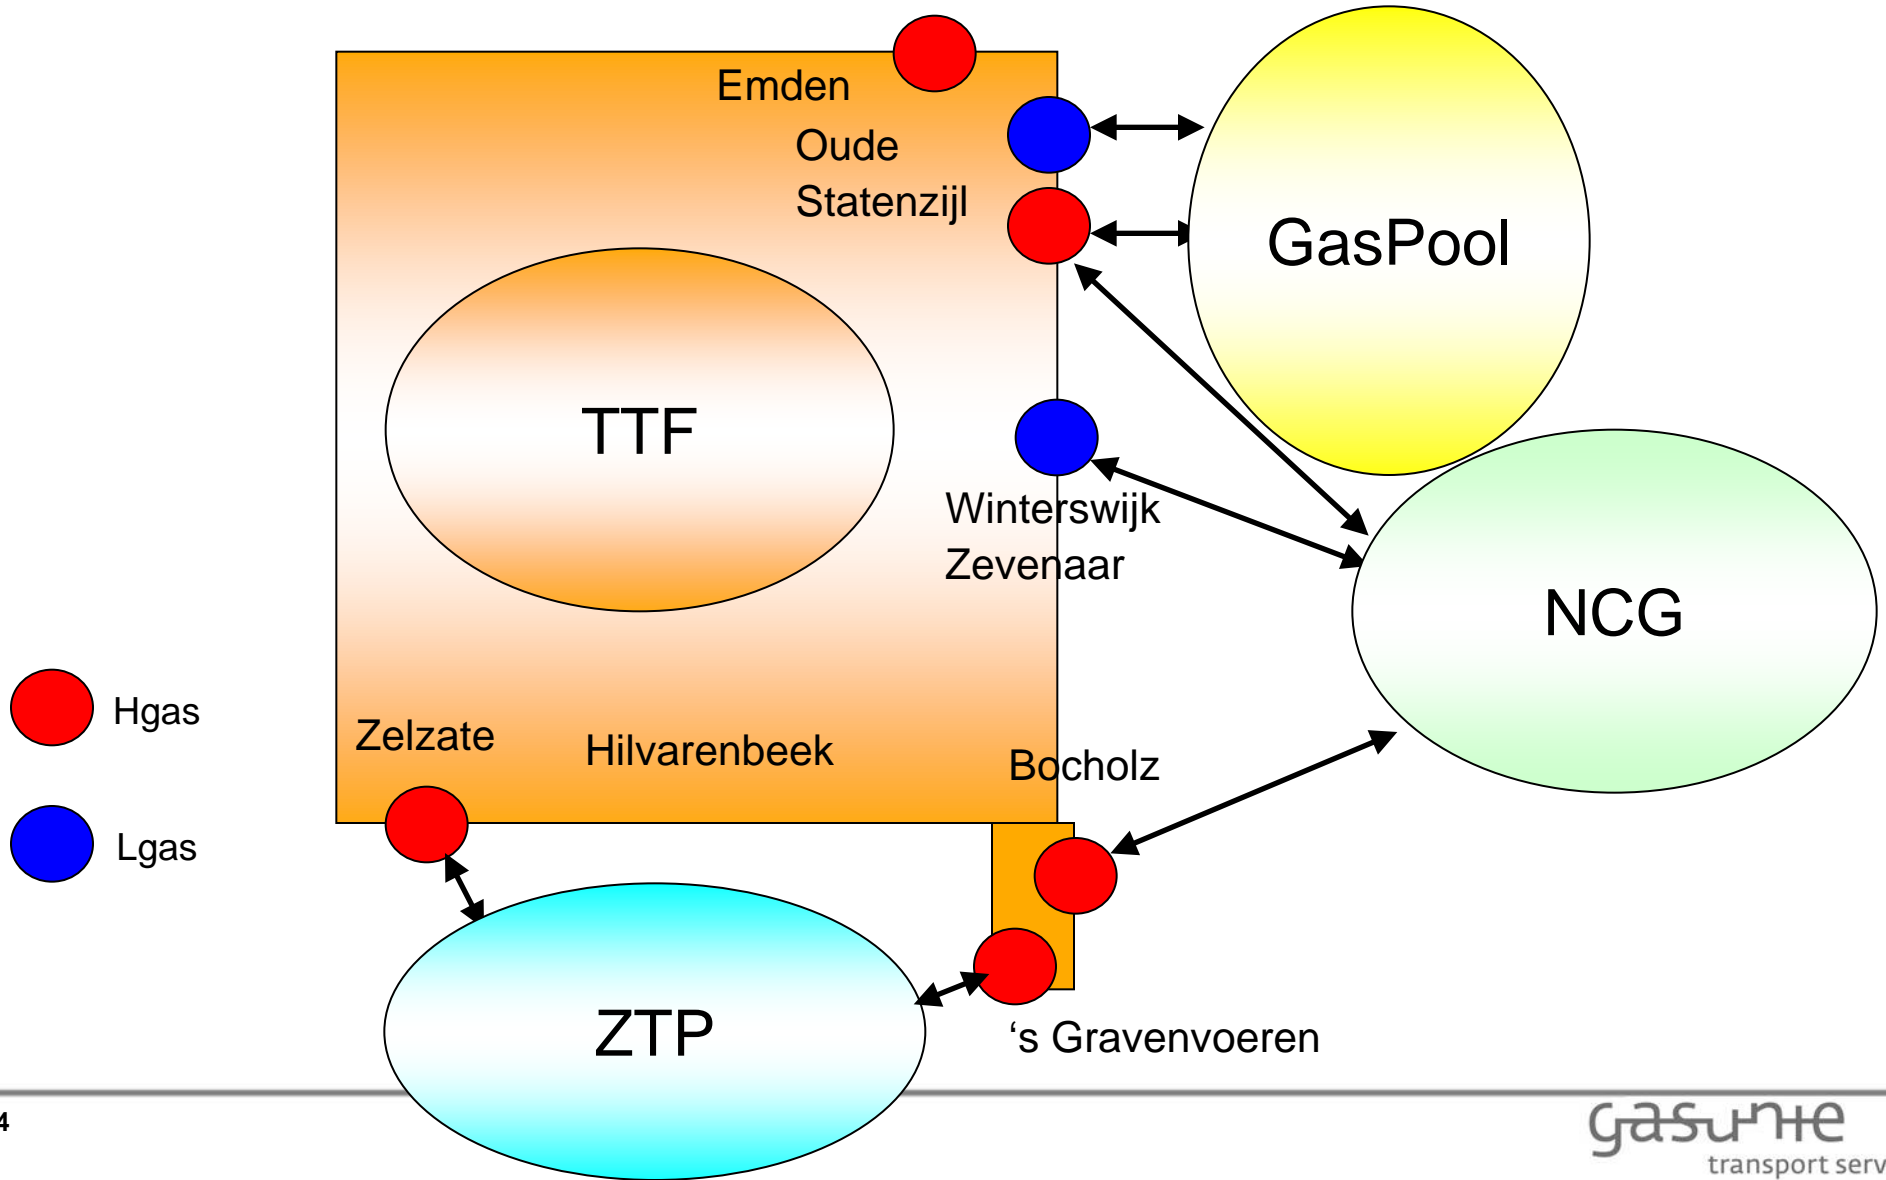 Emden
Oude
Statenzijl
GasPool
TTF
Winterswijk
Zevenaar
NCG
Hgas
Zelzate
Hilvarenbeek
Bocholz
Lgas
ZTP
‘s Gravenvoeren
4
gasunie
transport serv